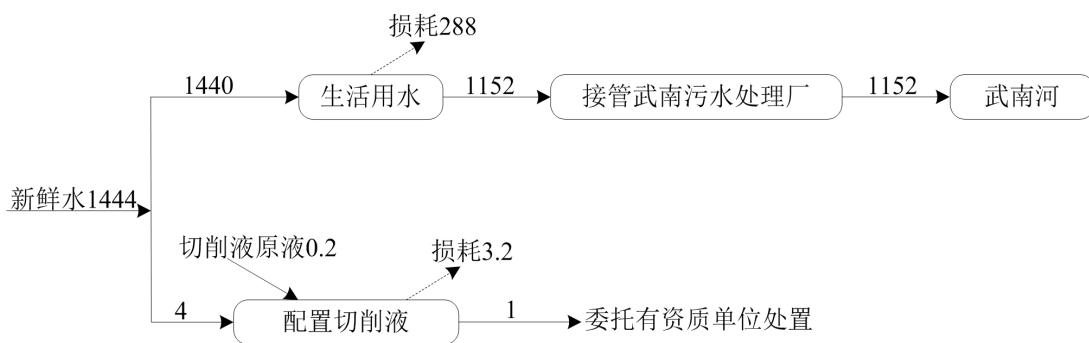 损耗288
1440
生活用水
1152
接管武南污水处理厂
1152
武南河
新鲜水1444
切削液原液0.2
损耗3.2
4
配置切削液
1
委托有资质单位处置